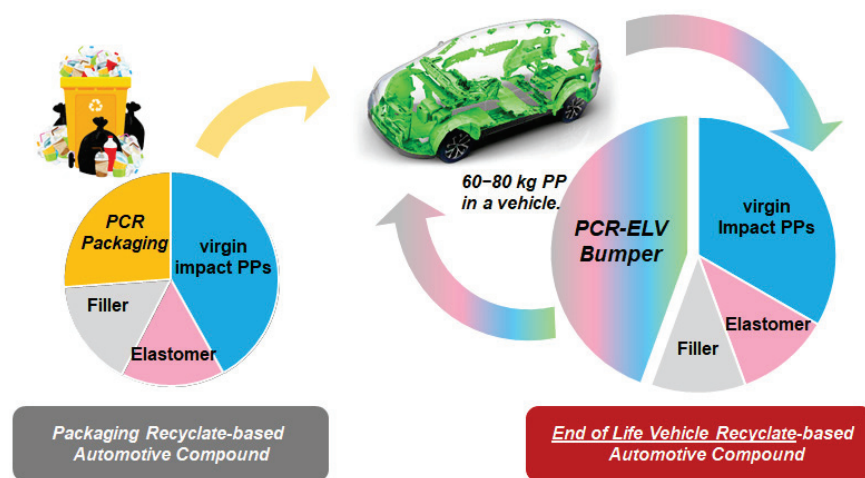 60−80 kg PP
in a vehicle.
PCR
Packaging
virgin
impact PPs
Filler
Elastomer
PCR-ELV
Bumper
virgin
Impact PPs
Elastomer
Filler
Packaging Recyclate-based
Automotive Compound
End of Life Vehicle Recyclate-based
Automotive Compound